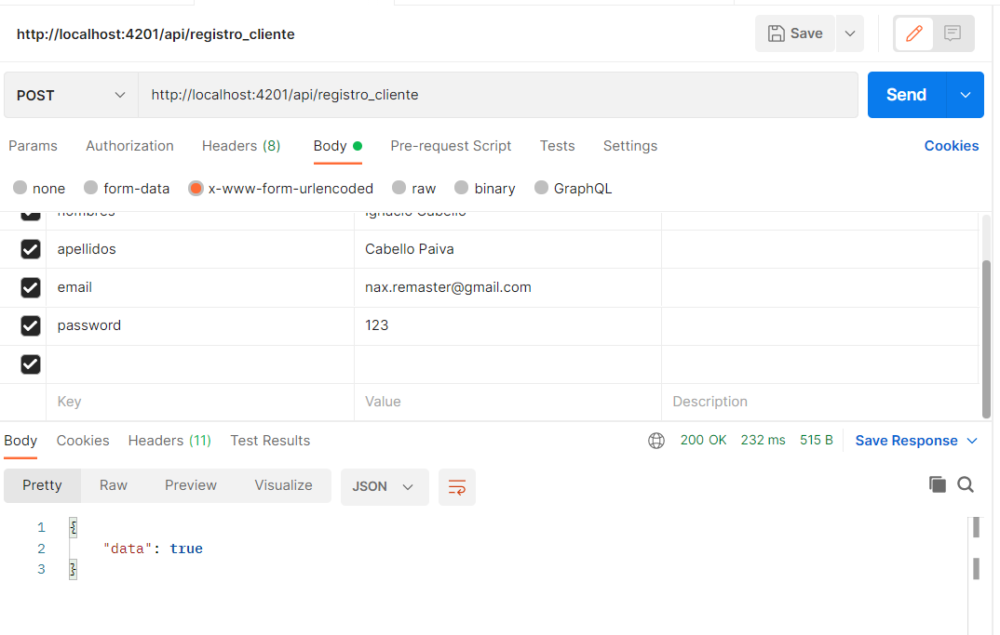 http://localhost:4201/api/registro_cliente
Save
POST
http://localhost:4201/api/registro_cliente
Send
Params Authorization Headers (8) Body Pre-request Script Tests Settings Cookies
none form-data x-www-form-urlencoded raw binary GraphQL
nombres Ignacio Cabello
apellidos Cabello Paiva
email nax.remaster@gmail.com
password 123
Key Value Description
Body Cookies Headers (11) Test Results 200 OK 232 ms 515 B Save Response
Pretty Raw Preview Visualize JSON
1 {
2 "data": true
3 }